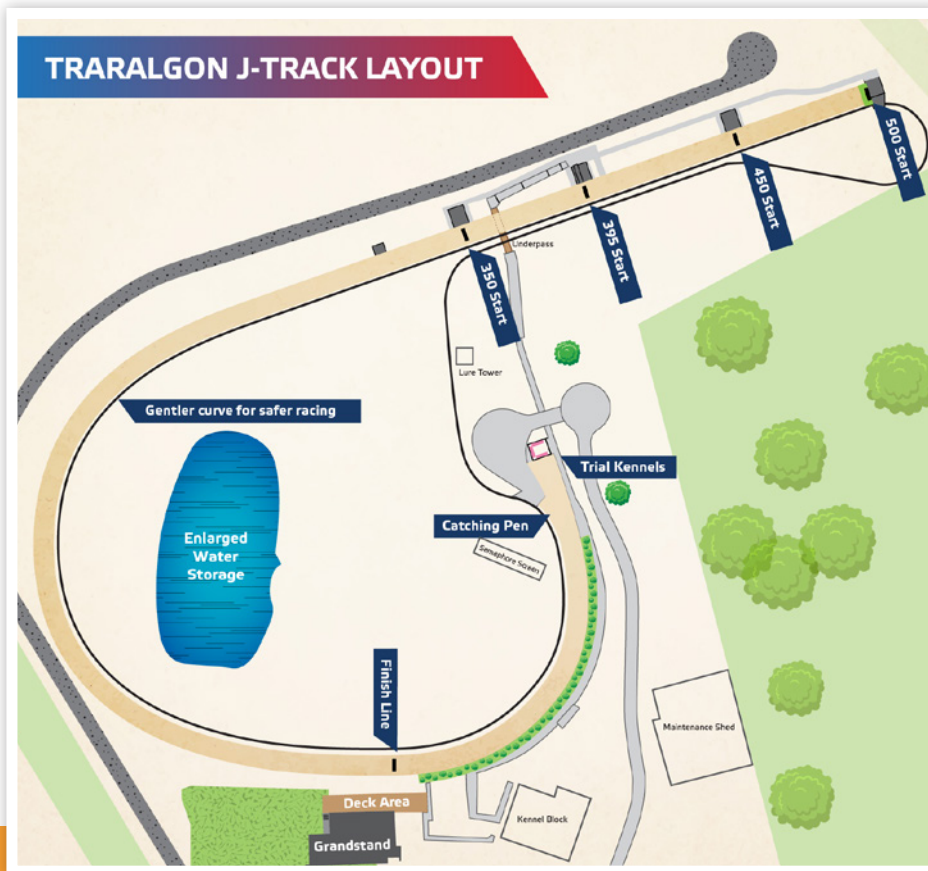 TRARALGON J-TRACK LAYOUT
500 Start
450 Start
395 Start
Underpass
350 Start
Lure Tower
Gentler curve for safer racing
Trial Kennels
Catching Pen
Semaphore Screen
Enlarged
Water
Storage
Finish Line
Maintenance Shed
Deck Area
Kennel Block
Grandstand